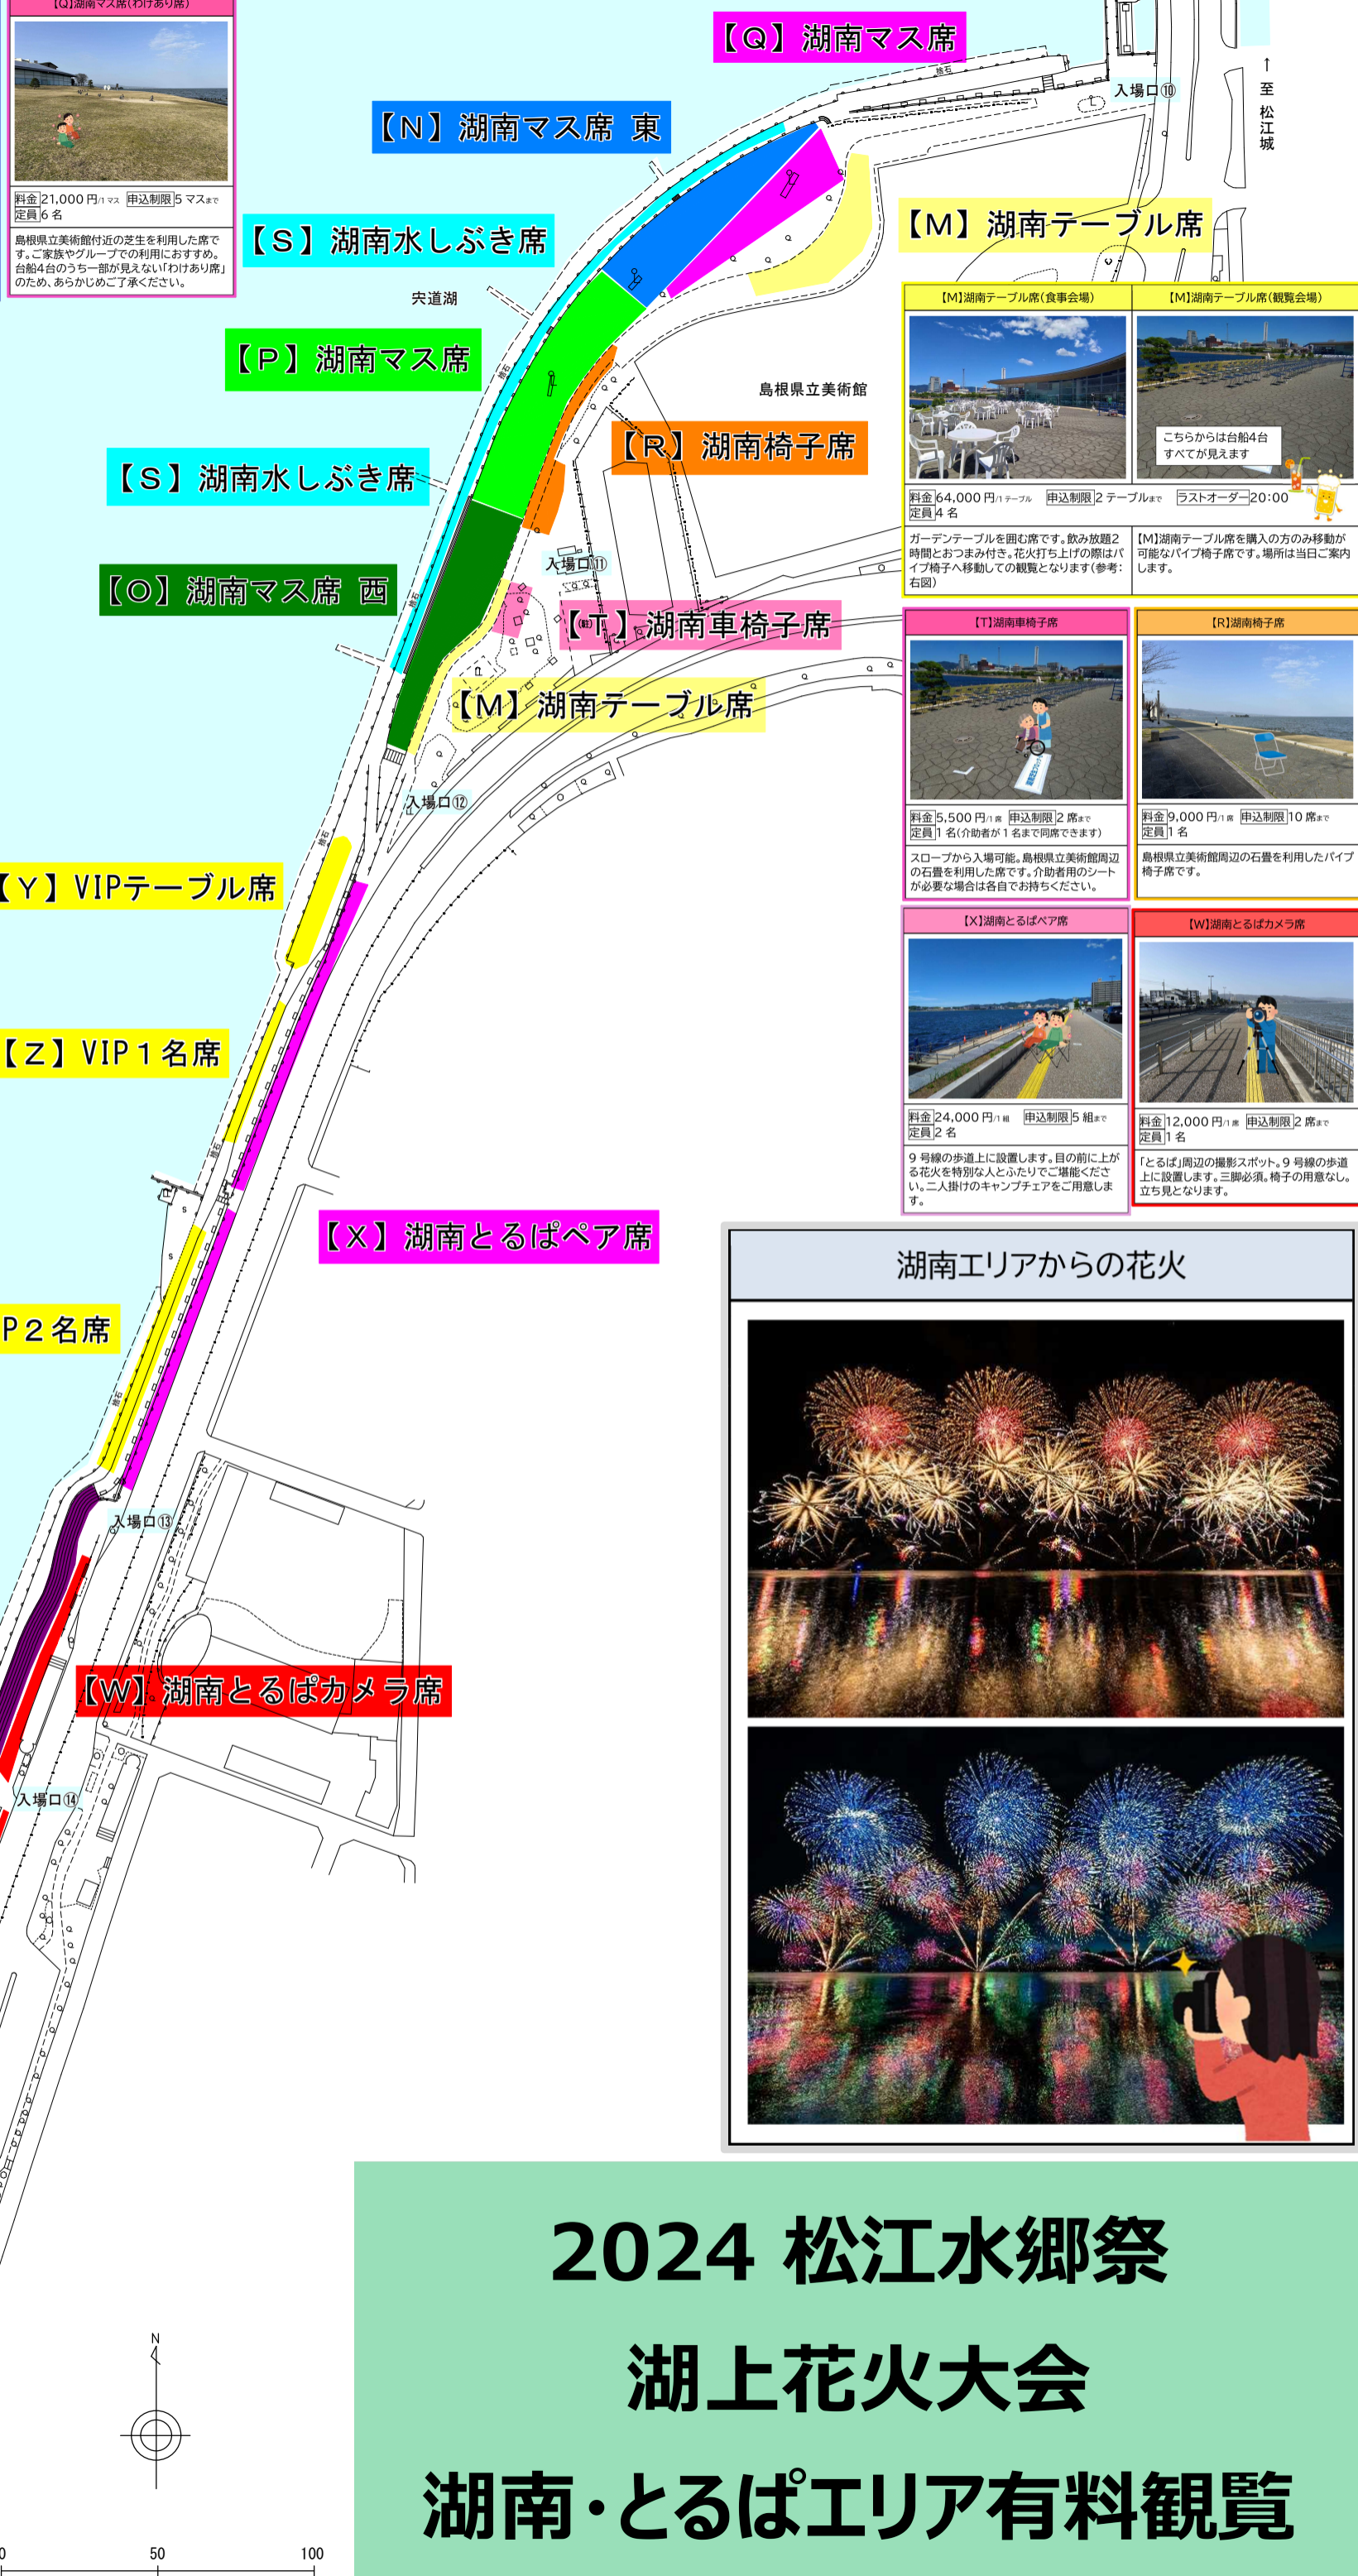 【Q】湖南マス席(わけあり席)
料金 21,000 円/1 マス 申込制限 5 マスまで
定員 6 名
島根県立美術館付近の芝生を利用した席で
す。ご家族やグループでの利用におすすめ。
台船4台のうち一部が見えない「わけあり席」
のため、あらかじめご了承ください。
【Q】湖南マス席
入場口⑩
↑至 松江城
捨石
【N】湖南マス席 東
【S】湖南水しぶき席
【M】湖南テーブル席
宍道湖
【P】湖南マス席
捨石
島根県立美術館
【R】湖南椅子席
【S】湖南水しぶき席
入場口⑪
【O】湖南マス席 西
捨石
【T】湖南車椅子席
【M】湖南テーブル席
入場口⑫
捨石
【Y】VIPテーブル席
【Z】VIP1名席
捨石
【X】湖南とるぱペア席
P2名席
捨石
入場口⑬
【W】湖南とるぱカメラ席
入場口⑭
【M】湖南テーブル席(食事会場)
【M】湖南テーブル席(観覧会場)
こちらからは台船4台
すべてが見えます
料金 64,000 円/1 テーブル 申込制限 2 テーブルまで ラストオーダー 20:00
定員 4 名
ガーデンテーブルを囲む席です。飲み放題2
時間とおつまみ付き。花火打ち上げの際はパ
イプ椅子へ移動しての観覧となります(参考:
右図)
【M】湖南テーブル席を購入の方のみ移動が
可能なパイプ椅子席です。場所は当日ご案内
します。
【T】湖南車椅子席
料金 5,500 円/1 席 申込制限 2 席まで
定員 1 名(介助者が 1 名まで同席できます)
スロープから入場可能。島根県立美術館周辺
の石畳を利用した席です。介助者用のシート
が必要な場合は各自でお持ちください。
【R】湖南椅子席
料金 9,000 円/1 席 申込制限 10 席まで
定員 1 名
島根県立美術館周辺の石畳を利用したパイプ
椅子席です。
【X】湖南とるぱペア席
料金 24,000 円/1 組 申込制限 5 組まで
定員 2 名
9 号線の歩道上に設置します。目の前に上が
る花火を特別な人とふたりでご堪能くださ
い。二人掛けのキャンプチェアをご用意しま
す。
【W】湖南とるぱカメラ席
料金 12,000 円/1 席 申込制限 2 席まで
定員 1 名
「とるぱ」周辺の撮影スポット。9 号線の歩道
上に設置します。三脚必須。椅子の用意なし。
立ち見となります。
湖南エリアからの花火
2024 松江水郷祭
湖上花火大会
湖南・とるぱエリア有料観覧
N
0 50 100